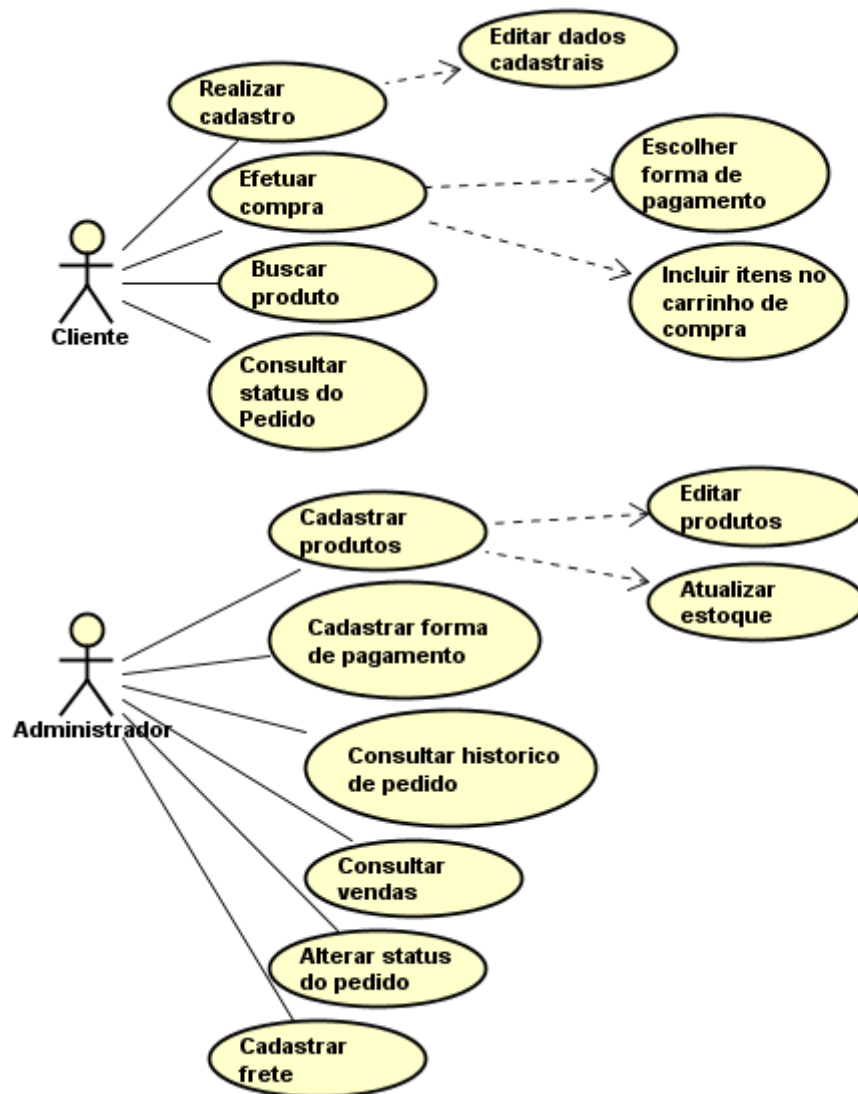 Editar dados
cadastrais
Realizar
cadastro
Escolher
forma de
pagamento
Efetuar
compra
Buscar
produto
Incluir itens no
carrinho de
compra
Cliente
Consultar
status do
Pedido
Cadastrar
produtos
Editar
produtos
Atualizar
estoque
Cadastrar forma
de pagamento
Administrador
Consultar historico
de pedido
Consultar
vendas
Alterar status
do pedido
Cadastrar
frete